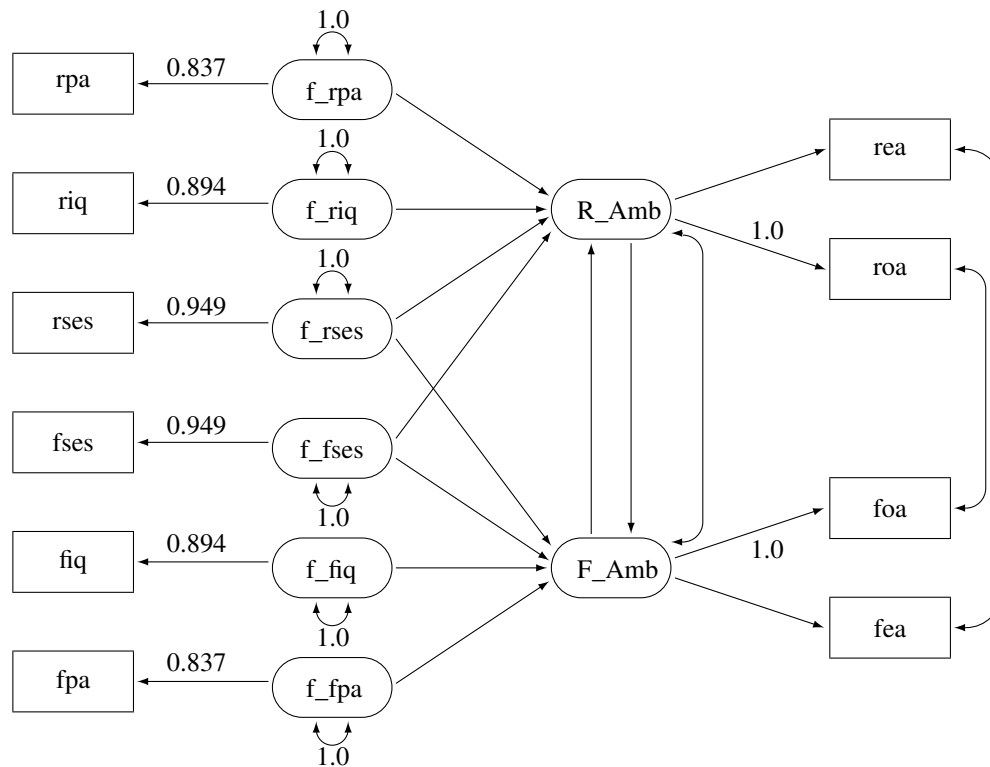 1.0
rpa
0.837
f_rpa
1.0
rea
riq
0.894
f_riq
R_Amb
1.0
1.0
roa
rses
0.949
f_rses
fses
0.949
f_fses
1.0
foa
fiq
0.894
f_fiq
F_Amb
1.0
1.0
fea
fpa
0.837
f_fpa
1.0